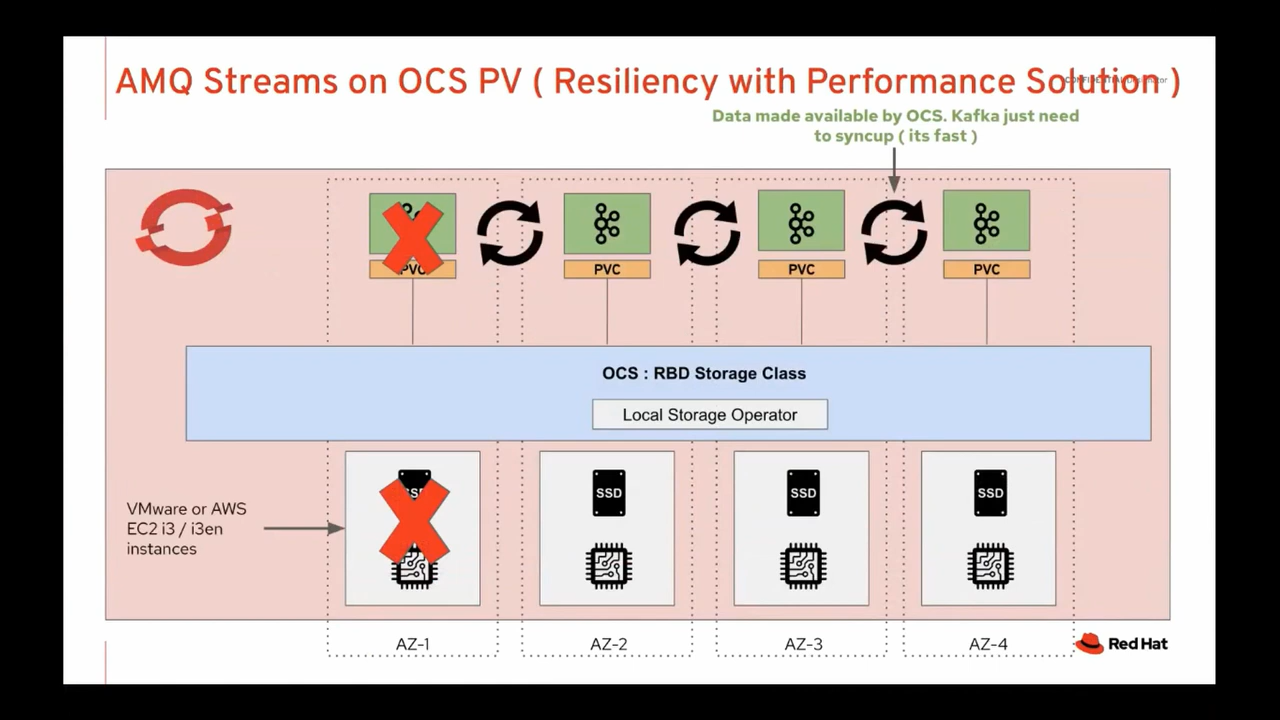 AMQ Streams on OCS PV ( Resiliency with Performance Solution )
Data made available by OCS. Kafka just need
to syncup ( its fast )
PVC
PVC
PVC
PVC
OCS : RBD Storage Class
Local Storage Operator
SSD
SSD
SSD
VMware or AWS
EC2 i3 / i3en
instances
AZ-1
AZ-2
AZ-3
AZ-4
Red Hat